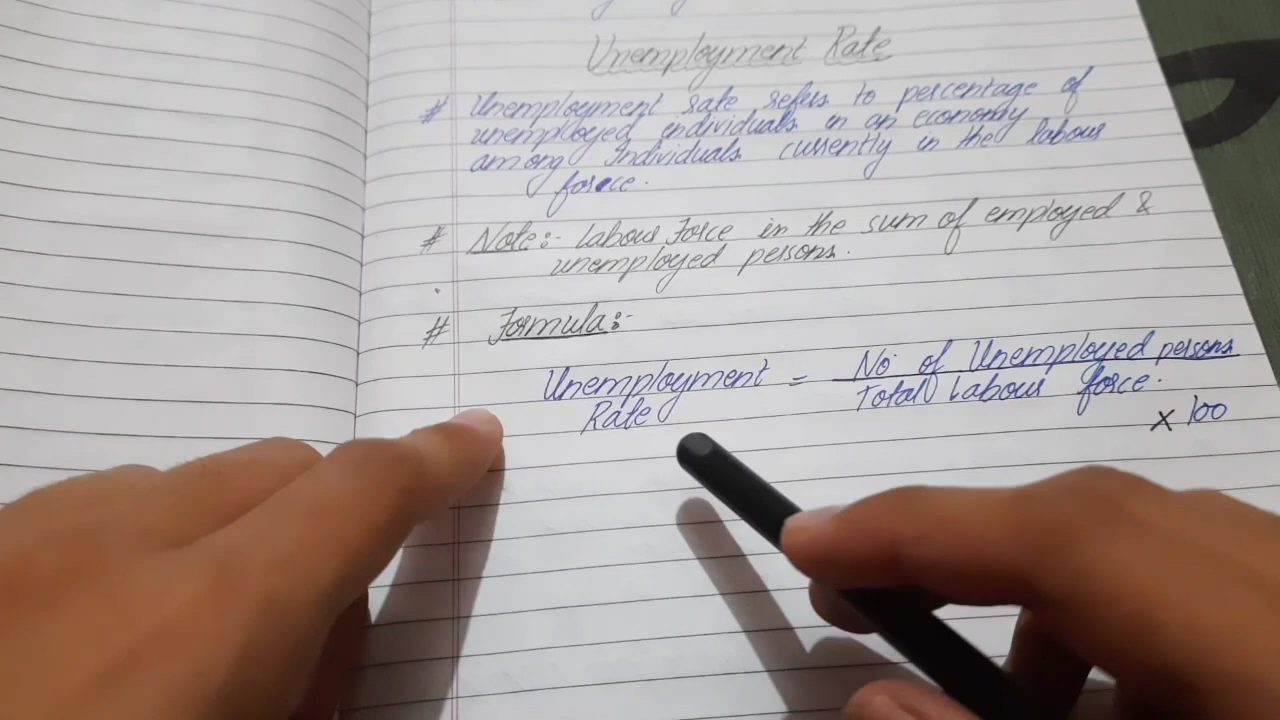 Unemployment Rate
# Unemployment rate refers to percentage of
unemployed individuals in an economy
among Individuals currently in the labour
force.
# Note:- Labour Force in the sum of employed &
unemployed persons.
# Formula:-
Unemployment = No of Unemployed persons
Rate Total Labour force.
× 100